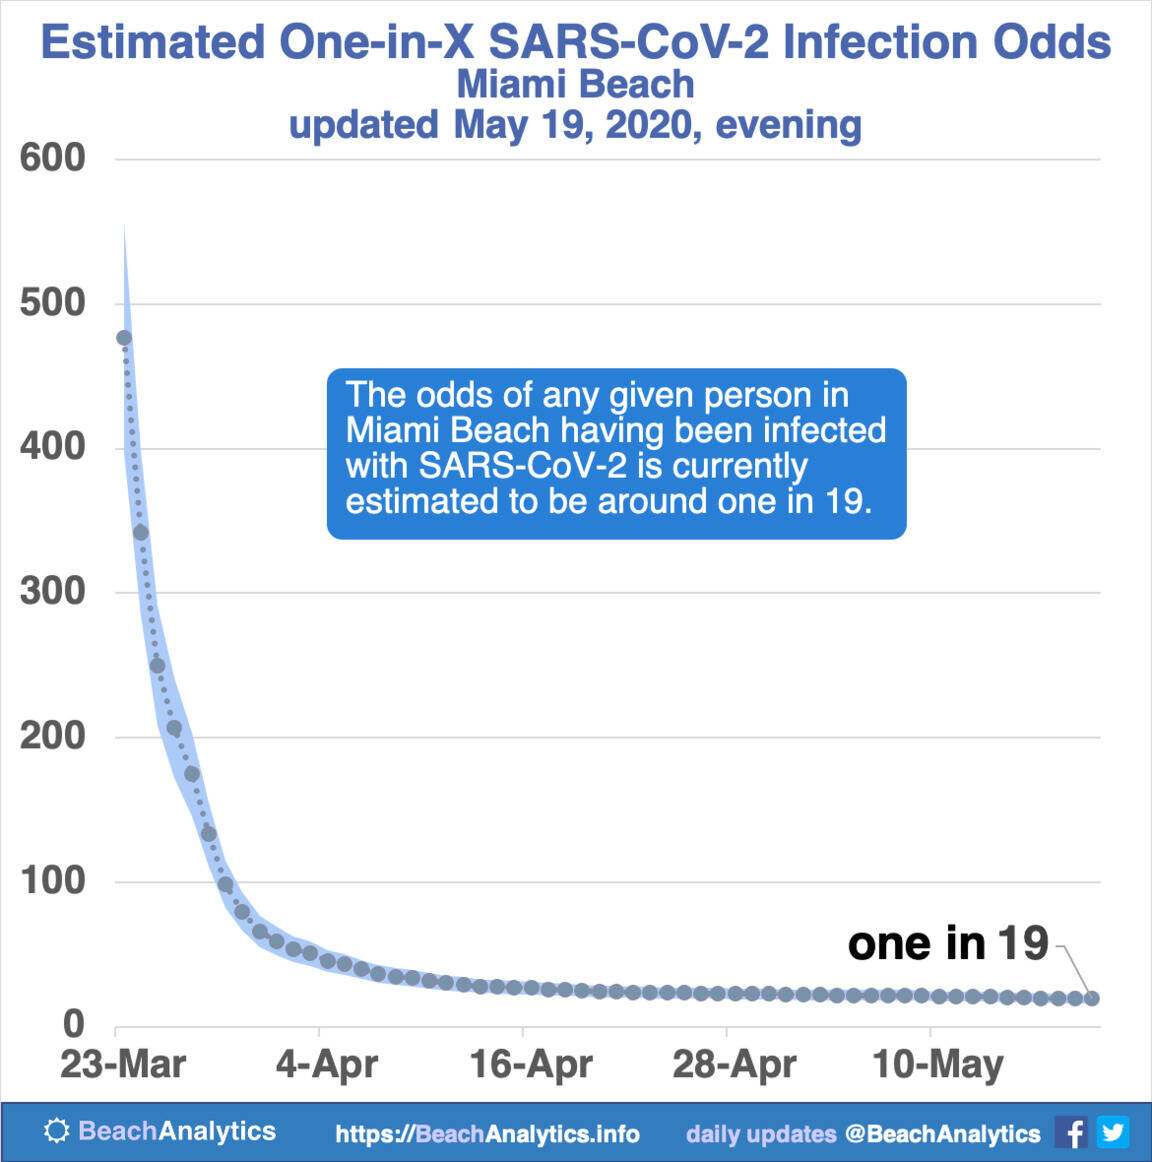 Estimated One-in-X SARS-CoV-2 Infection Odds
Miami Beach
updated May 19, 2020, evening
600
500
400
300
200
100
0
The odds of any given person in
Miami Beach having been infected
with SARS-CoV-2 is currently
estimated to be around one in 19.
one in 19
23-Mar 4-Apr 16-Apr 28-Apr 10-May
BeachAnalytics https://BeachAnalytics.info daily updates @BeachAnalytics